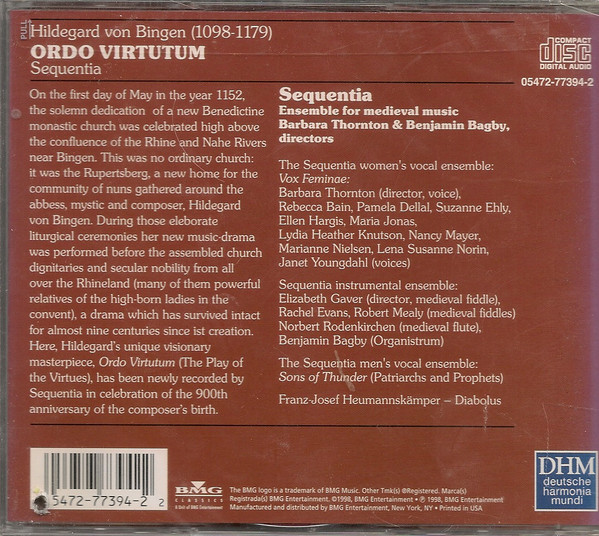 PULL
Hildegard von Bingen (1098-1179)
ORDO VIRTUTUM
Sequentia
COMPACT
disc
DIGITAL AUDIO
05472-77394-2
On the first day of May in the year 1152,
the solemn dedication of a new Benedictine
monastic church was celebrated high above
the confluence of the Rhine and Nahe Rivers
near Bingen. This was no ordinary church:
it was the Rupertsberg, a new home for the
community of nuns gathered around the
abbess, mystic and composer, Hildegard
von Bingen. During those eleborate
liturgical ceremonies her new music-drama
was performed before the assembled church
dignitaries and secular nobility from all
over the Rhineland (many of them powerful
relatives of the high-born ladies in the
convent), a drama which has survived intact
for almost nine centuries since ist creation.
Here, Hildegard's unique visionary
masterpiece, Ordo Virtutum (The Play of
the Virtues), has been newly recorded by
Sequentia in celebration of the 900th
anniversary of the composer's birth.
Sequentia
Ensemble for medieval music
Barbara Thornton & Benjamin Bagby,
directors
The Sequentia women's vocal ensemble:
Vox Feminae:
Barbara Thornton (director, voice),
Rebecca Bain, Pamela Dellal, Suzanne Ehly,
Ellen Hargis, Maria Jonas,
Lydia Heather Knutson, Nancy Mayer,
Marianne Nielsen, Lena Susanne Norin,
Janet Youngdahl (voices)
Sequentia instrumental ensemble:
Elizabeth Gaver (director, medieval fiddle),
Rachel Evans, Robert Mealy (medieval fiddles)
Norbert Rodenkirchen (medieval flute),
Benjamin Bagby (Organistrum)
The Sequentia men's vocal ensemble:
Sons of Thunder (Patriarchs and Prophets)
Franz-Josef Heumannskämper – Diabolus
5472-77394-2 2
BMG
CLASSICS
A Unit of BMG Entertainment
The BMG logo is a trademark of BMG Music. Other Tmk(s) ®Registered. Marca(s)
Registrada(s) BMG Entertainment. ©1998, BMG Entertainment • ℗ 1998, BMG Entertainment
Manufactured and distributed by BMG Entertainment, New York, NY • Printed in USA
DHM
deutsche
harmonia
mundi